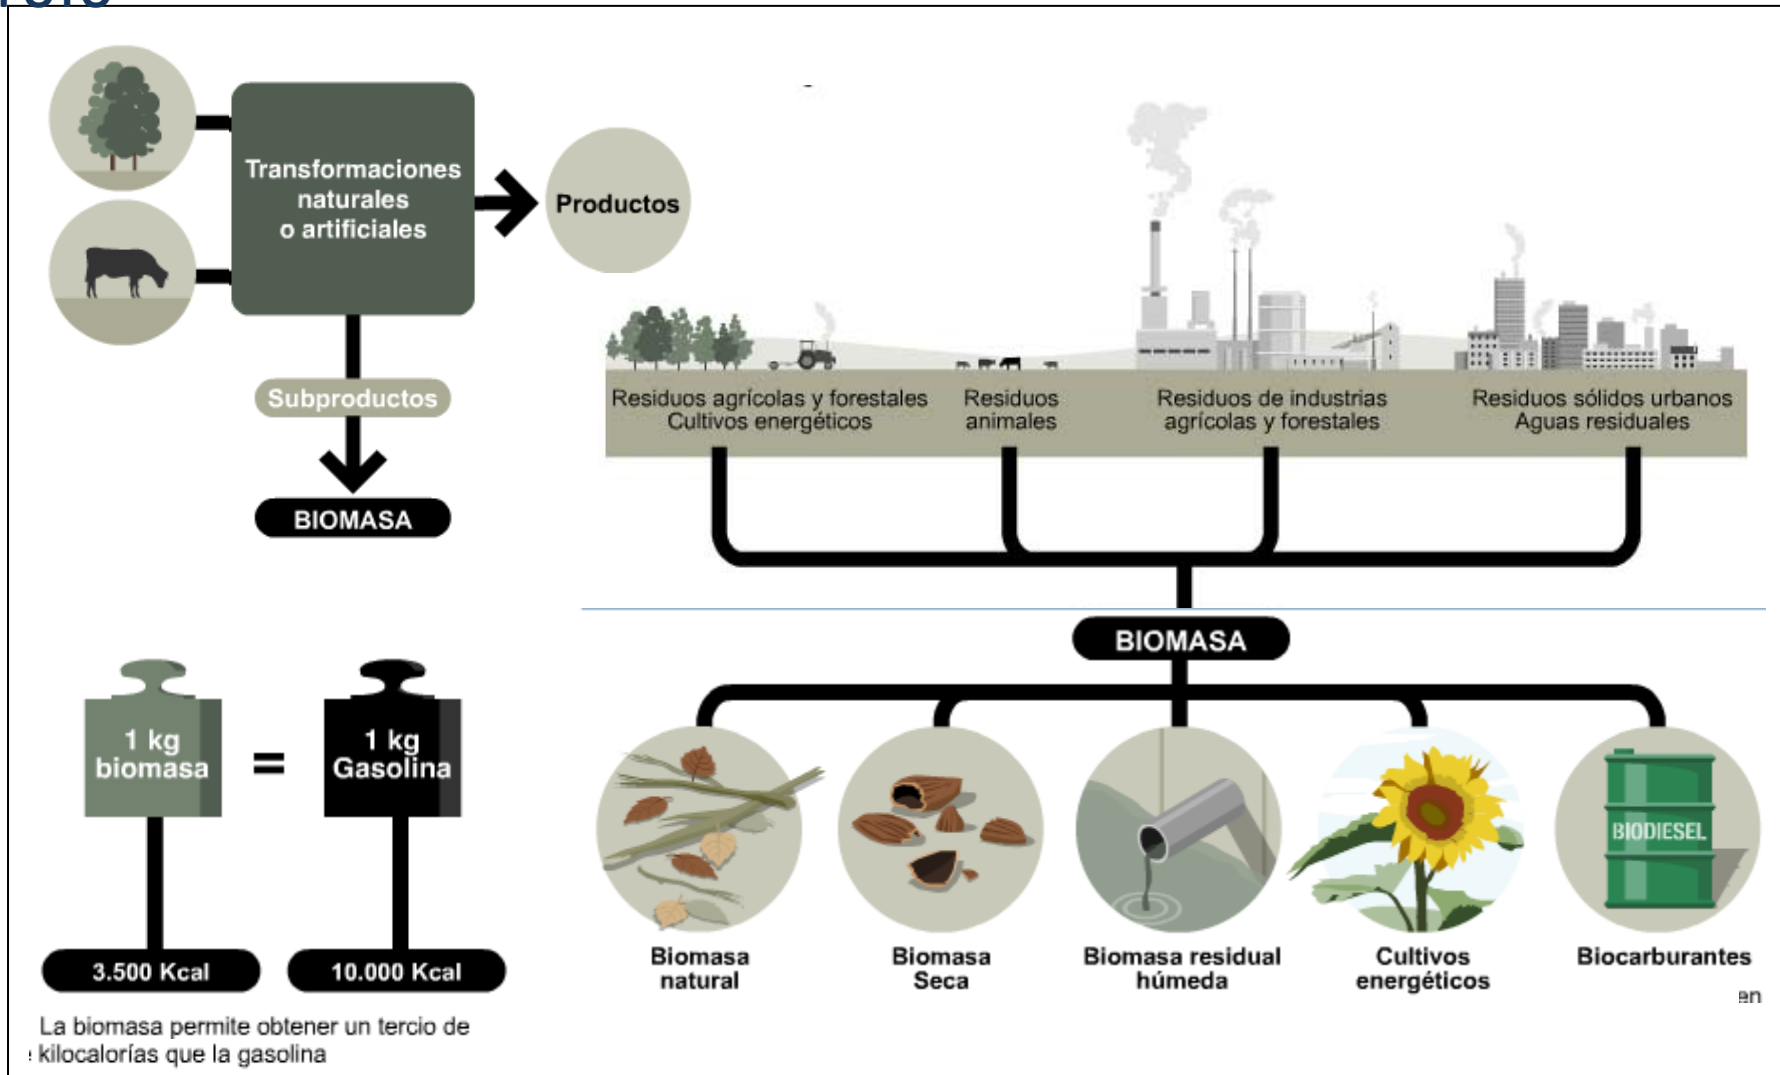 Transformaciones
naturales
o artificiales
Productos
Subproductos
BIOMASA
Residuos agrícolas y forestales
Cultivos energéticos
Residuos
animales
Residuos de industrias
agrícolas y forestales
Residuos sólidos urbanos
Aguas residuales
BIOMASA
1 kg
biomasa
=
1 kg
Gasolina
3.500 Kcal
10.000 Kcal
La biomasa permite obtener un tercio de
kilocalorías que la gasolina
BIODIESEL
Biomasa
natural
Biomasa
Seca
Biomasa residual
húmeda
Cultivos
energéticos
Biocarburantes
en